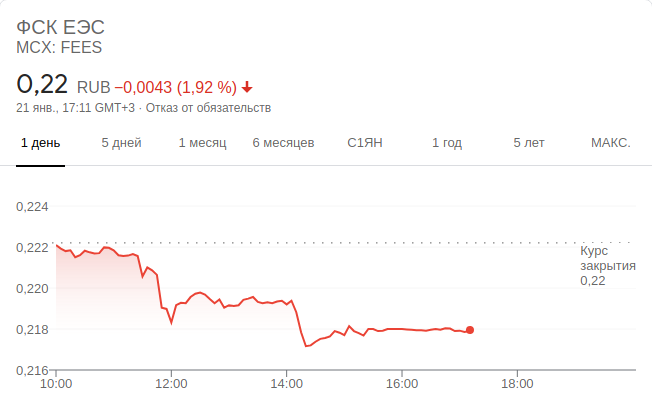 ФСК ЕЭС
MCX: FEES
0,22 RUB −0,0043 (1,92 %)
21 янв., 17:11 GMT+3 · Отказ от обязательств
1 день 5 дней 1 месяц 6 месяцев С1ЯН 1 год 5 лет МАКС.
0,224
0,222
Курс
закрытия
0,22
0,220
0,218
0,216
10:00 12:00 14:00 16:00 18:00